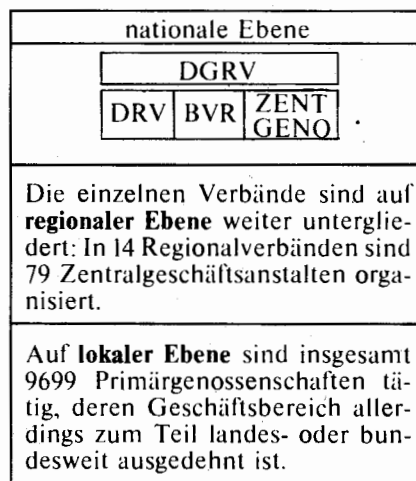 nationale Ebene
DGRV
DRV BVR ZENT
GENO
Die einzelnen Verbände sind auf
regionaler Ebene weiter unterglie-
dert: In 14 Regionalverbänden sind
79 Zentralgeschäftsanstalten orga-
nisiert.
Auf lokaler Ebene sind insgesamt
9699 Primärgenossenschaften tä-
tig, deren Geschäftsbereich aller-
dings zum Teil landes- oder bun-
desweit ausgedehnt ist.